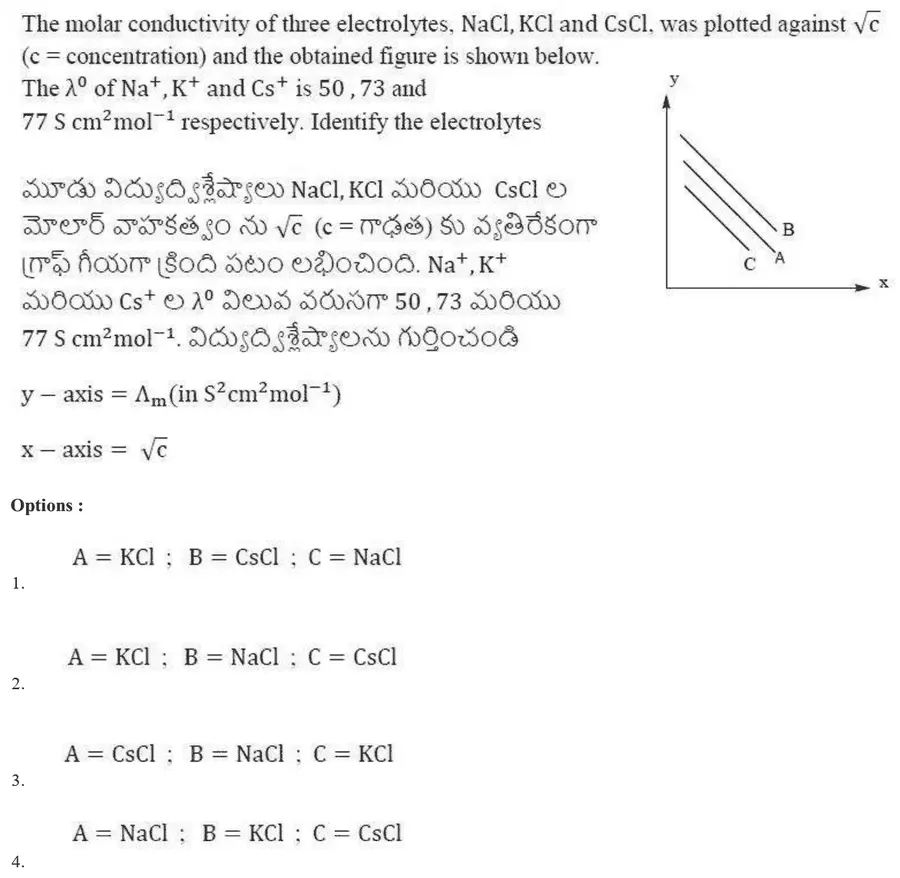 The molar conductivity of three electrolytes, NaCl, KCl and CsCl, was plotted against √c
(c = concentration) and the obtained figure is shown below.
The λ⁰ of Na⁺, K⁺ and Cs⁺ is 50 , 73 and
77 S cm²mol⁻¹ respectively. Identify the electrolytes
మూడు విద్యుద్విశ్లేష్యాలు NaCl, KCl మరియు CsCl ల
మోలార్ వాహకత్వం ను √c (c = గాఢత) కు వ్యతిరేకంగా
గ్రాఫ్ గీయగా క్రింది పటం లభించింది. Na⁺, K⁺
మరియు Cs⁺ ల λ⁰ విలువ వరుసగా 50 , 73 మరియు
77 S cm²mol⁻¹. విద్యుద్విశ్లేష్యాలను గుర్తించండి
y
B
C A
x
y − axis = Λₘ(in S²cm²mol⁻¹)
x − axis = √c
Options :
A = KCl ; B = CsCl ; C = NaCl
1.
A = KCl ; B = NaCl ; C = CsCl
2.
A = CsCl ; B = NaCl ; C = KCl
3.
A = NaCl ; B = KCl ; C = CsCl
4.